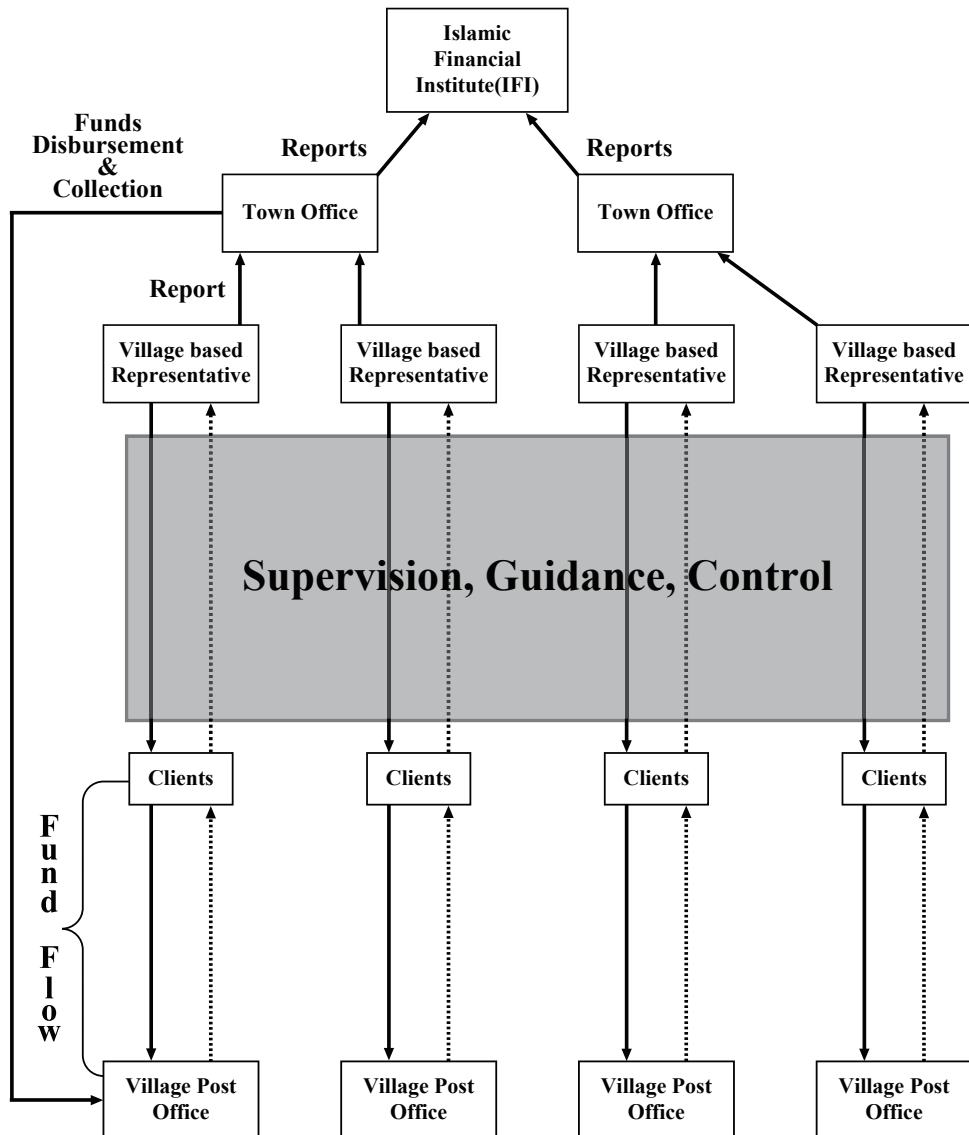 Islamic
Financial
Institute(IFI)
Funds
Disbursement
&
Collection
Reports
Reports
Town Office
Town Office
Report
Village based
Representative
Village based
Representative
Village based
Representative
Village based
Representative
Supervision, Guidance, Control
Clients
Clients
Clients
Clients
Fund Flow
Village Post
Office
Village Post
Office
Village Post
Office
Village Post
Office